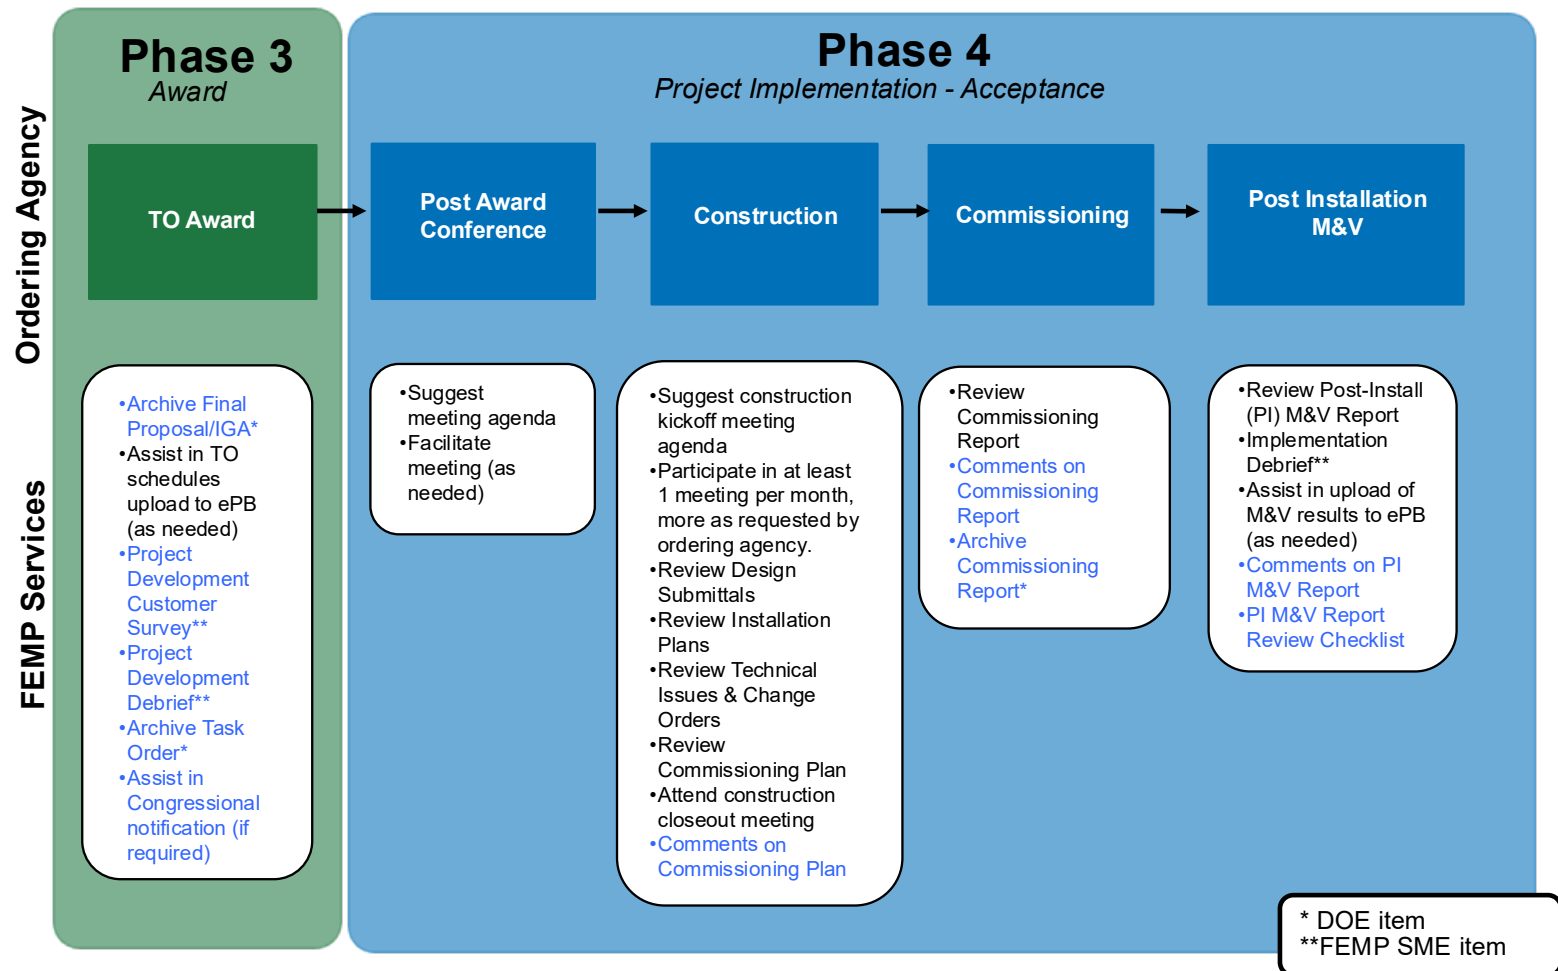 Phase 3
Award
Phase 4
Project Implementation - Acceptance
Ordering Agency
TO Award
Post Award
Conference
Construction
Commissioning
Post Installation
M&V
FEMP Services
•Archive Final
Proposal/IGA*
•Assist in TO
schedules
upload to ePB
(as needed)
•Project
Development
Customer
Survey**
•Project
Development
Debrief**
•Archive Task
Order*
•Assist in
Congressional
notification (if
required)
•Suggest
meeting agenda
•Facilitate
meeting (as
needed)
•Suggest construction
kickoff meeting
agenda
•Participate in at least
1 meeting per month,
more as requested by
ordering agency.
•Review Design
Submittals
•Review Installation
Plans
•Review Technical
Issues & Change
Orders
•Review
Commissioning Plan
•Attend construction
closeout meeting
•Comments on
Commissioning Plan
•Review
Commissioning
Report
•Comments on
Commissioning
Report
•Archive
Commissioning
Report*
•Review Post-Install
(PI) M&V Report
•Implementation
Debrief**
•Assist in upload of
M&V results to ePB
(as needed)
•Comments on PI
M&V Report
•PI M&V Report
Review Checklist
* DOE item
**FEMP SME item